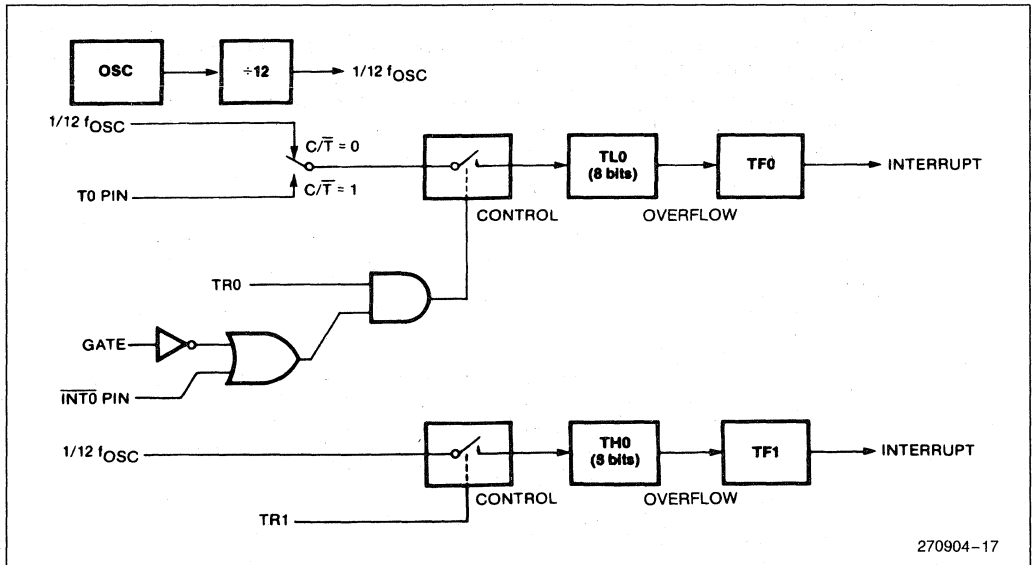 OSC
÷12
1/12 fOSC
1/12 fOSC
C/T̅ = 0
C/T̅ = 1
T0 PIN
CONTROL
TL0
(8 bits)
OVERFLOW
TF0
INTERRUPT
TR0
GATE
I̅N̅T̅0̅ PIN
1/12 fOSC
CONTROL
TH0
(8 bits)
OVERFLOW
TF1
INTERRUPT
TR1
270904-17